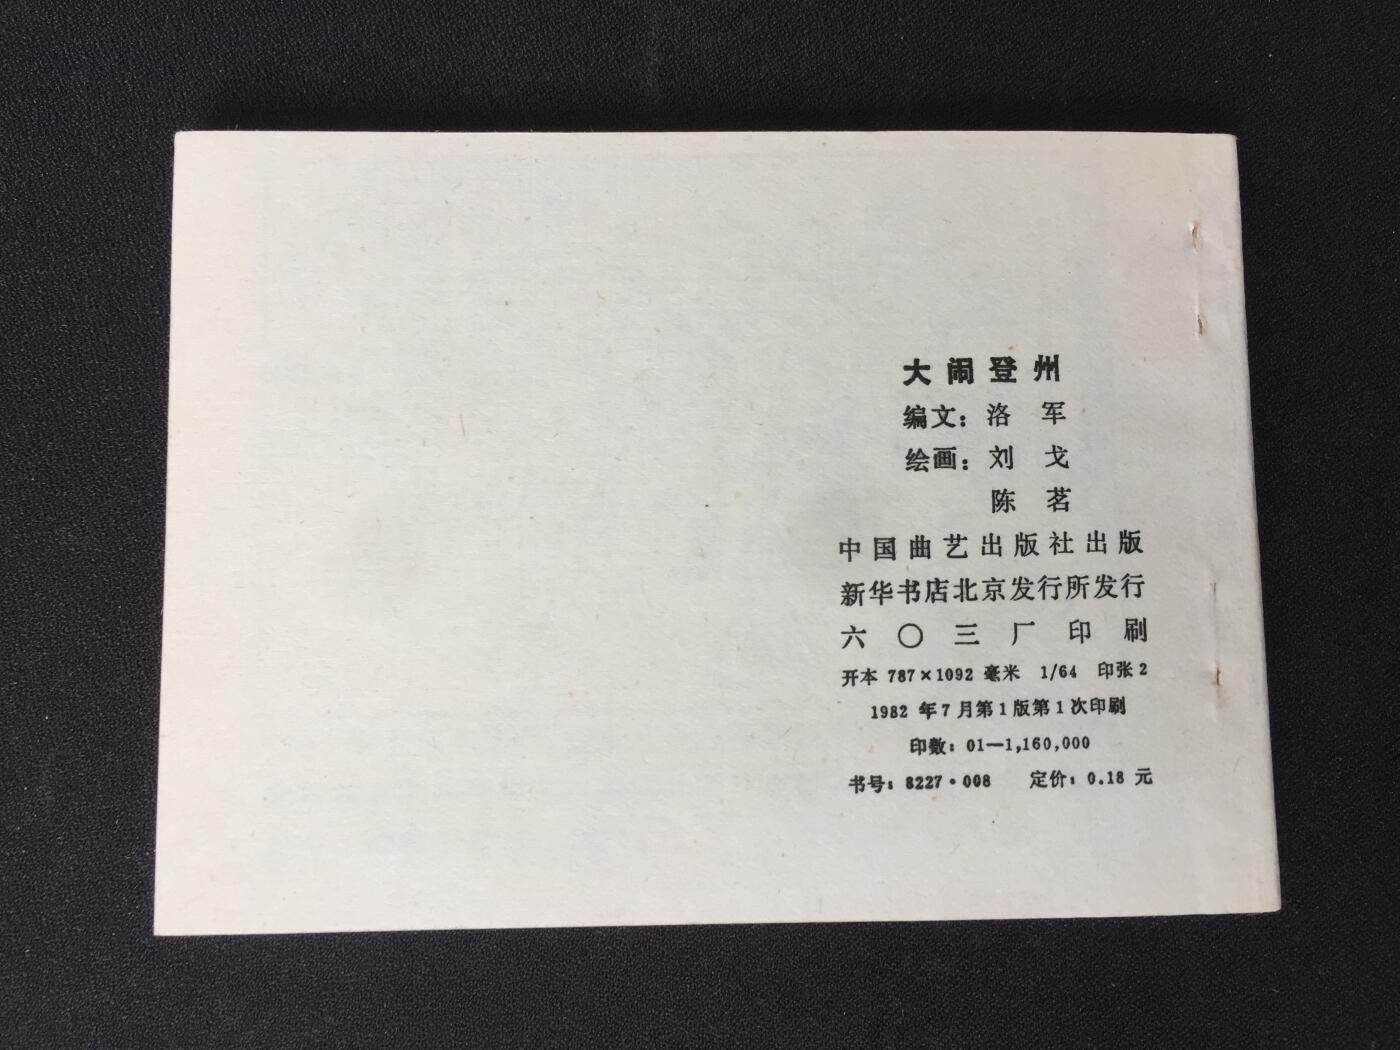 大闹登州
编文：洛　军
绘画：刘　戈
陈　茗
中国曲艺出版社出版
新华书店北京发行所发行
六〇三厂印刷
开本 787×1092 毫米 1/64 印张 2
1982 年 7 月第 1 版第 1 次印刷
印数：01—1,160,000
书号：8227·008　定价：0.18 元